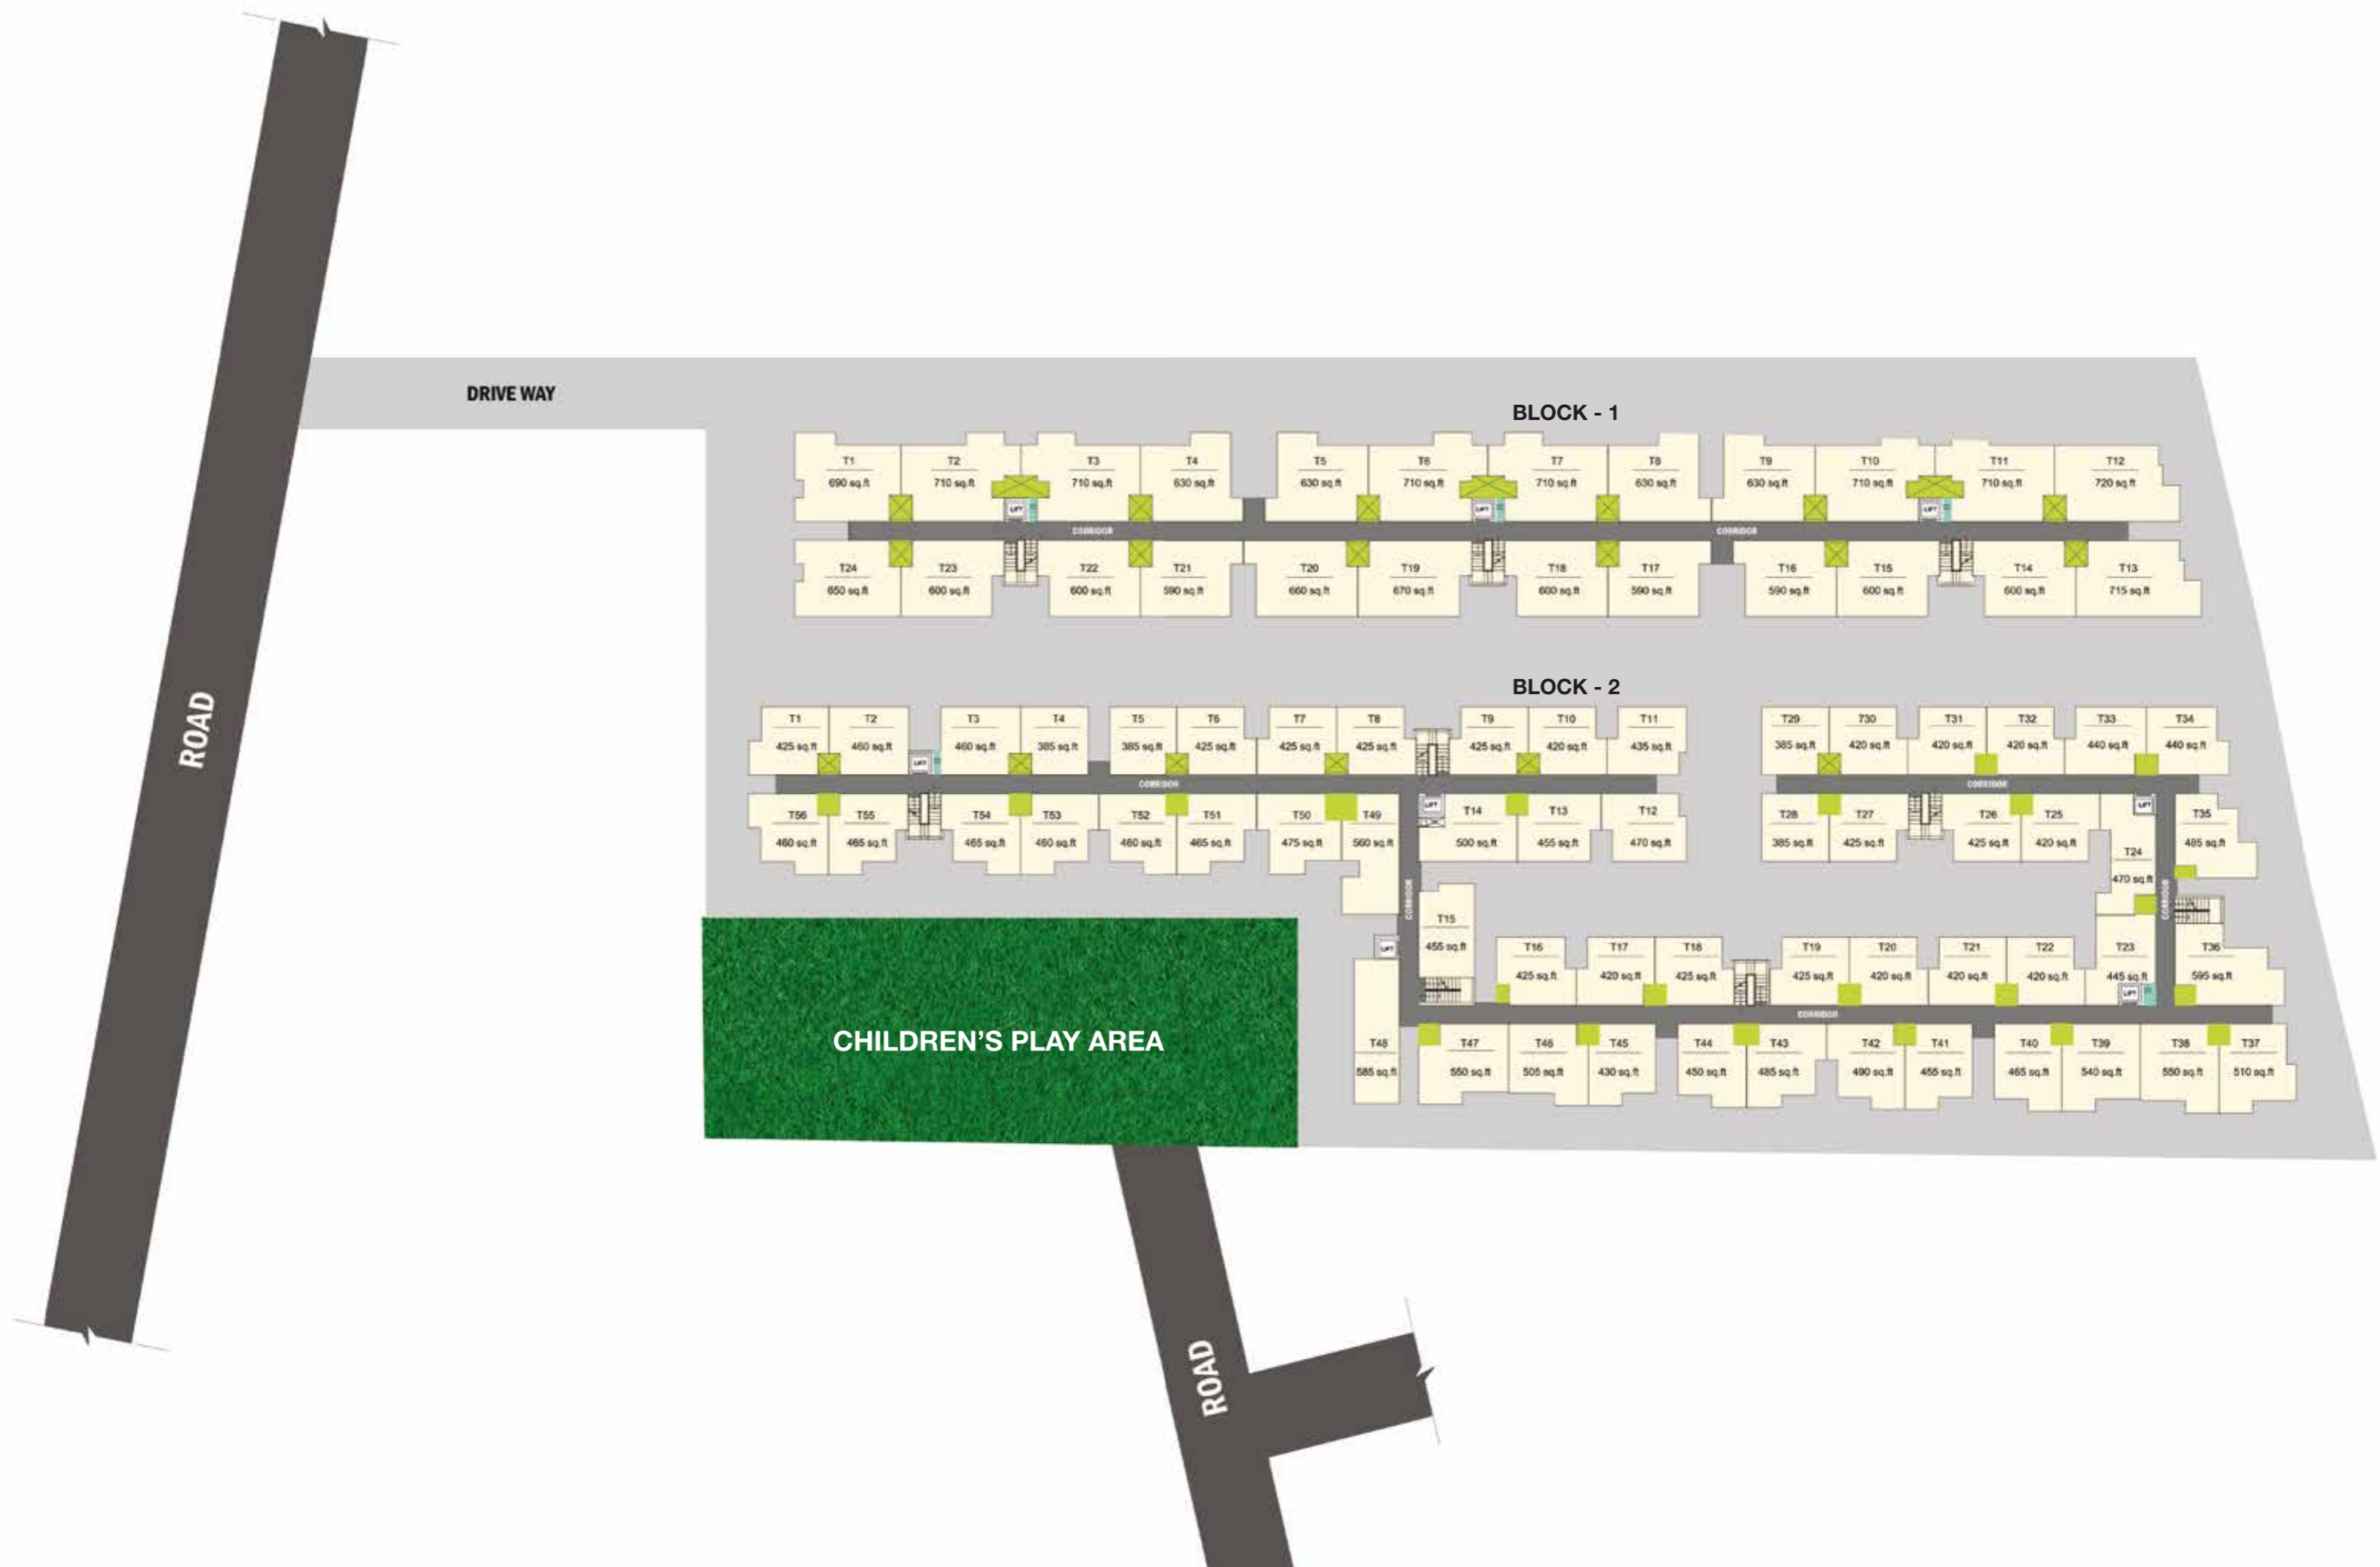 DRIVE WAY
BLOCK - 1
T1 T2 T3 T4 T5 T6 T7 T8 T9 T10 T11 T12
690 sq.ft 710 sq.ft 710 sq.ft 630 sq.ft 630 sq.ft 710 sq.ft 710 sq.ft 630 sq.ft 630 sq.ft 710 sq.ft 710 sq.ft 720 sq.ft
LIFT LIFT LIFT
CORRIDOR CORRIDOR
T24 T23 T22 T21 T20 T19 T18 T17 T16 T15 T14 T13
650 sq.ft 600 sq.ft 600 sq.ft 590 sq.ft 660 sq.ft 670 sq.ft 600 sq.ft 590 sq.ft 590 sq.ft 600 sq.ft 600 sq.ft 715 sq.ft
ROAD
BLOCK - 2
T1 T2 T3 T4 T5 T6 T7 T8 T9 T10 T11 T29 730 T31 T32 T33 T34
425 sq.ft 460 sq.ft 460 sq.ft 385 sq.ft 385 sq.ft 425 sq.ft 425 sq.ft 425 sq.ft 425 sq.ft 420 sq.ft 435 sq.ft 385 sq.ft 420 sq.ft 420 sq.ft 420 sq.ft 440 sq.ft 440 sq.ft
LIFT
CORRIDOR CORRIDOR
LIFT LIFT
T56 T55 T54 T53 T52 T51 T50 T49 T14 T13 T12 T28 T27 T26 T25 T35
460 sq.ft 465 sq.ft 465 sq.ft 460 sq.ft 460 sq.ft 465 sq.ft 475 sq.ft 560 sq.ft 500 sq.ft 455 sq.ft 470 sq.ft 385 sq.ft 425 sq.ft 425 sq.ft 420 sq.ft 485 sq.ft
T24
470 sq.ft
CORRIDOR CORRIDOR
T15
455 sq.ft
LIFT
T16 T17 T18 T19 T20 T21 T22 T23 T36
425 sq.ft 420 sq.ft 425 sq.ft 425 sq.ft 420 sq.ft 420 sq.ft 420 sq.ft 445 sq.ft 595 sq.ft
LIFT
CORRIDOR
CHILDREN'S PLAY AREA
T48 T47 T46 T45 T44 T43 T42 T41 T40 T39 T38 T37
585 sq.ft 550 sq.ft 505 sq.ft 430 sq.ft 450 sq.ft 485 sq.ft 490 sq.ft 455 sq.ft 465 sq.ft 540 sq.ft 550 sq.ft 510 sq.ft
ROAD